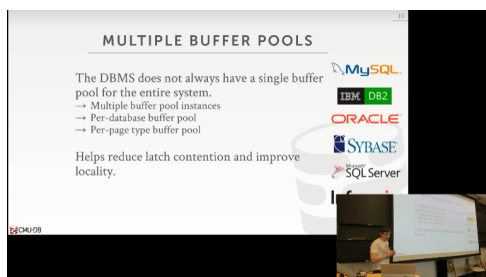 15
MULTIPLE BUFFER POOLS
The DBMS does not always have a single buffer
pool for the entire system.
→ Multiple buffer pool instances
→ Per-database buffer pool
→ Per-page type buffer pool
Helps reduce latch contention and improve
locality.
MySQL
IBM DB2
ORACLE
SYBASE
Microsoft
SQL Server
CMU·DB